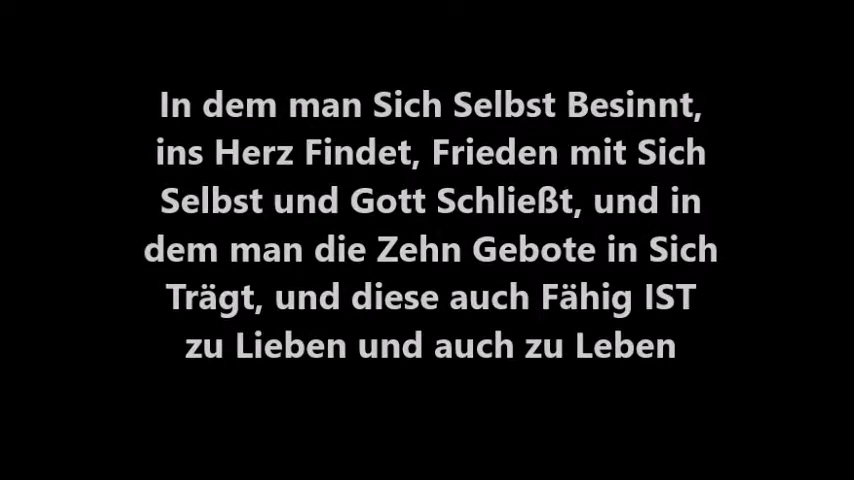 In dem man Sich Selbst Besinnt,
ins Herz Findet, Frieden mit Sich
Selbst und Gott Schließt, und in
dem man die Zehn Gebote in Sich
Trägt, und diese auch Fähig IST
zu Lieben und auch zu Leben